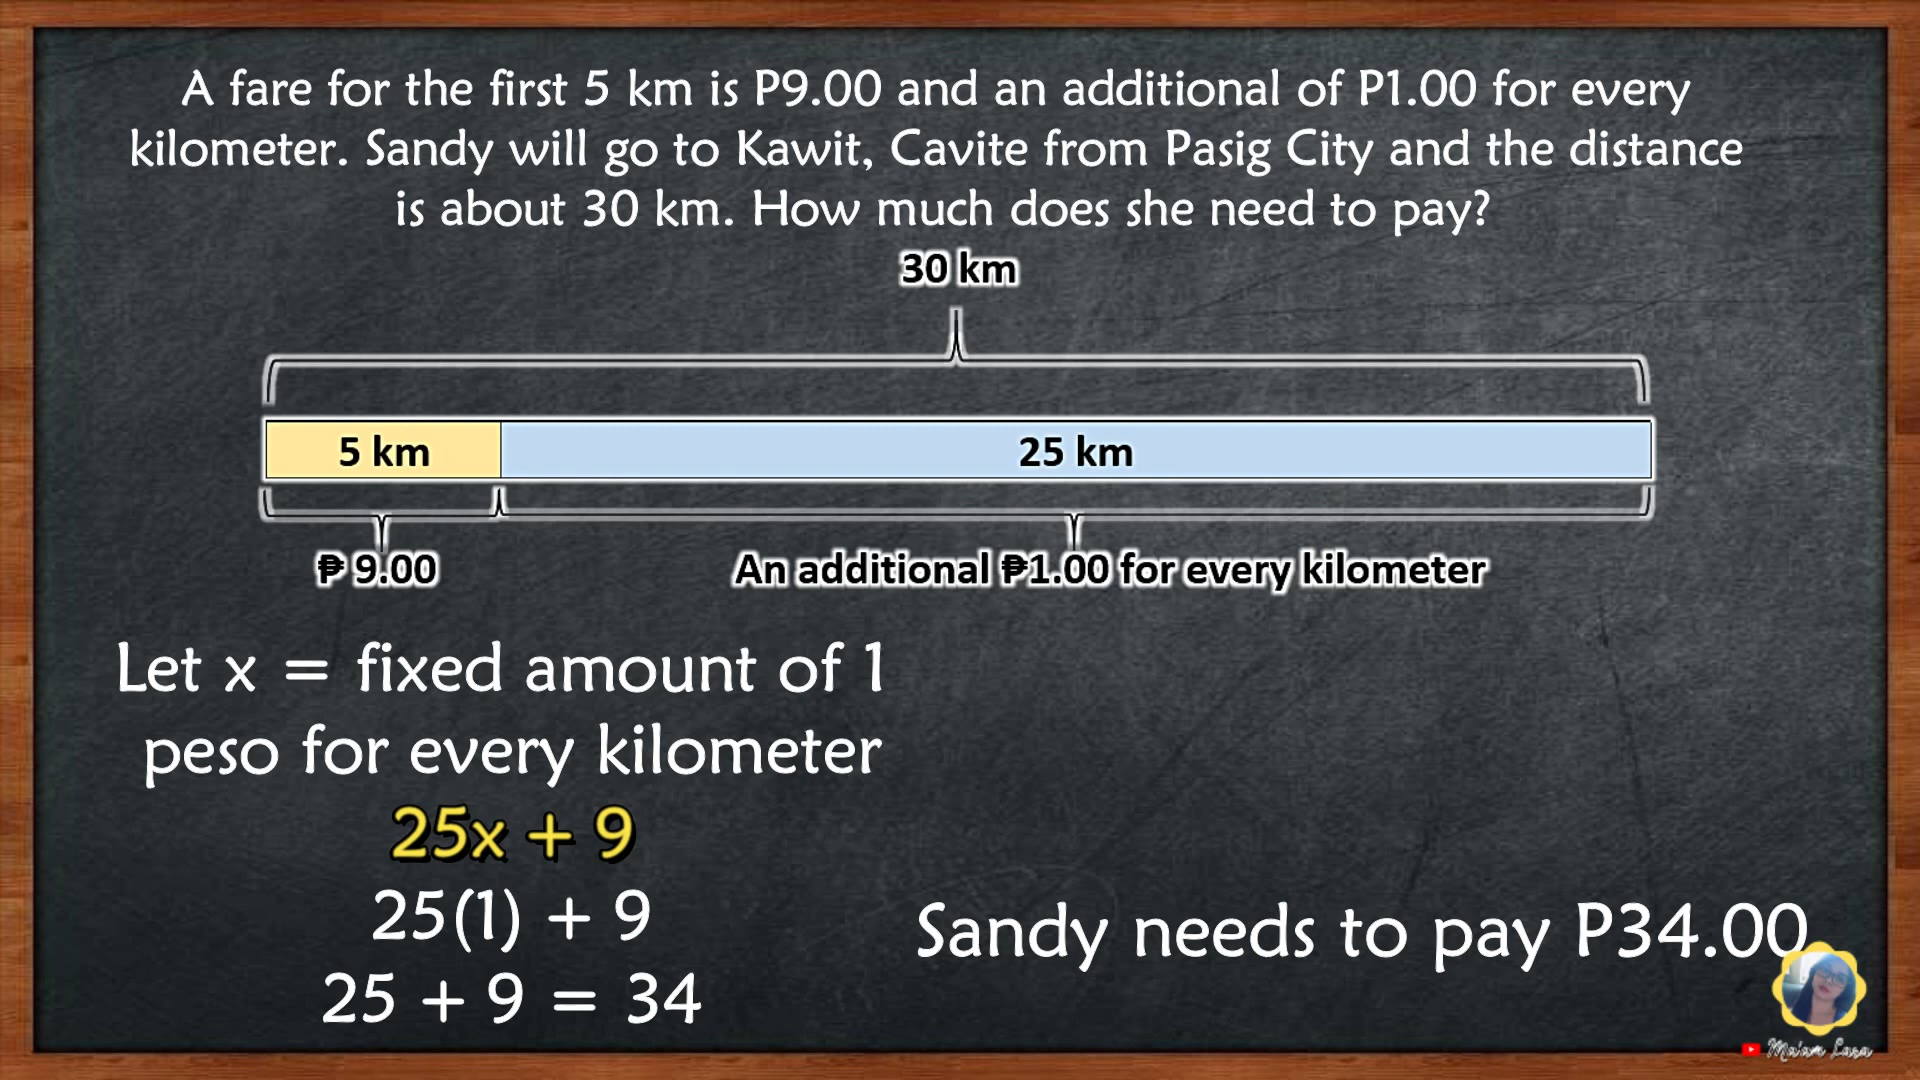 A fare for the first 5 km is P9.00 and an additional of P1.00 for every
kilometer. Sandy will go to Kawit, Cavite from Pasig City and the distance
is about 30 km. How much does she need to pay?
30 km
5 km 25 km
₱ 9.00 An additional ₱1.00 for every kilometer
Let x = fixed amount of 1
peso for every kilometer
25x + 9
25(1) + 9
25 + 9 = 34
Sandy needs to pay P34.00
Ma'am Lara